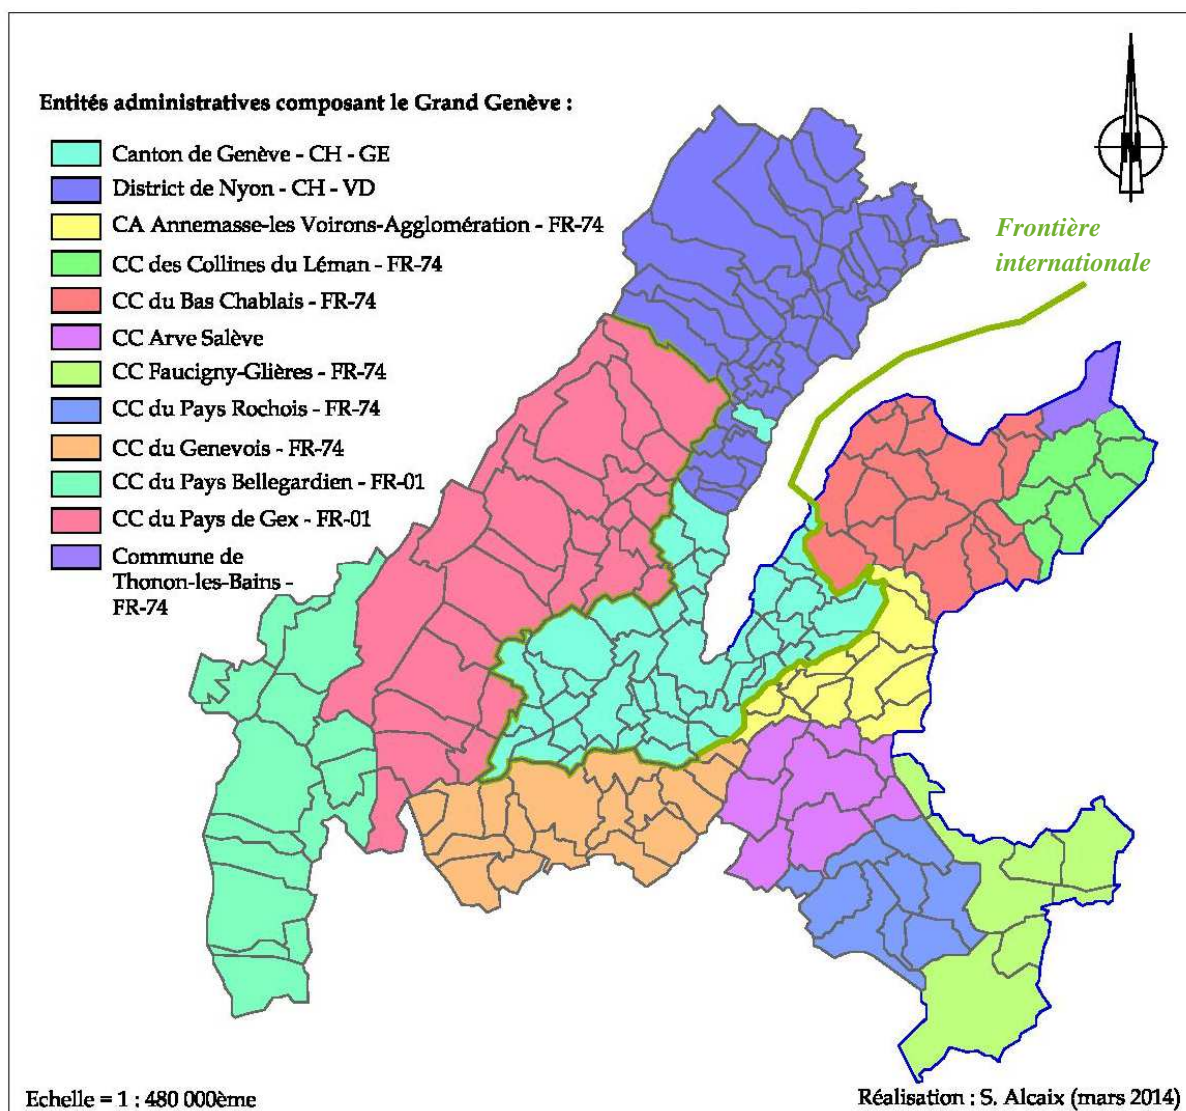 Entités administratives composant le Grand Genève :
Canton de Genève - CH - GE
District de Nyon - CH - VD
CA Annemasse-les Voirons-Agglomération - FR-74
CC des Collines du Léman - FR-74
CC du Bas Chablais - FR-74
CC Arve Salève
CC Faucigny-Glières - FR-74
CC du Pays Rochois - FR-74
CC du Genevois - FR-74
CC du Pays Bellegardien - FR-01
CC du Pays de Gex - FR-01
Commune de
Thonon-les-Bains -
FR-74
N
Frontière
internationale
Echelle = 1 : 480 000ème
Réalisation : S. Alcaix (mars 2014)